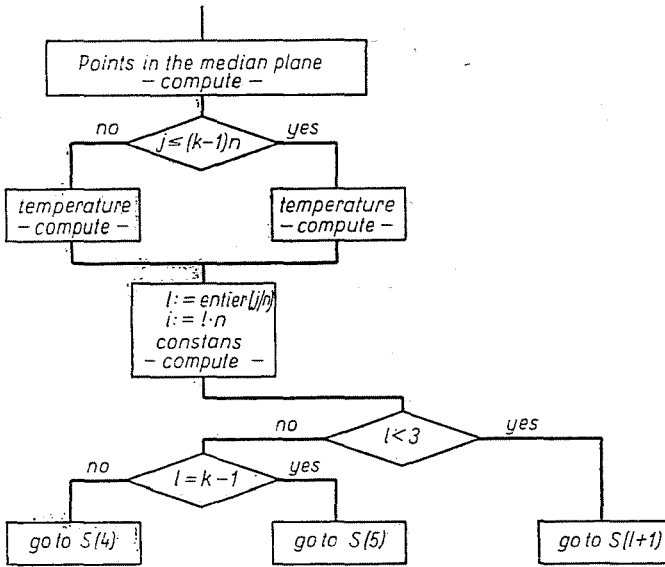 Points in the median plane
– compute –
no
yes
j ≤ (k–1)n
temperature
– compute –
temperature
– compute –
l := entier(j/n)
i := l·n
constans
– compute –
no
yes
l < 3
no
yes
l = k – 1
go to S(4)
go to S(5)
go to S(l+1)